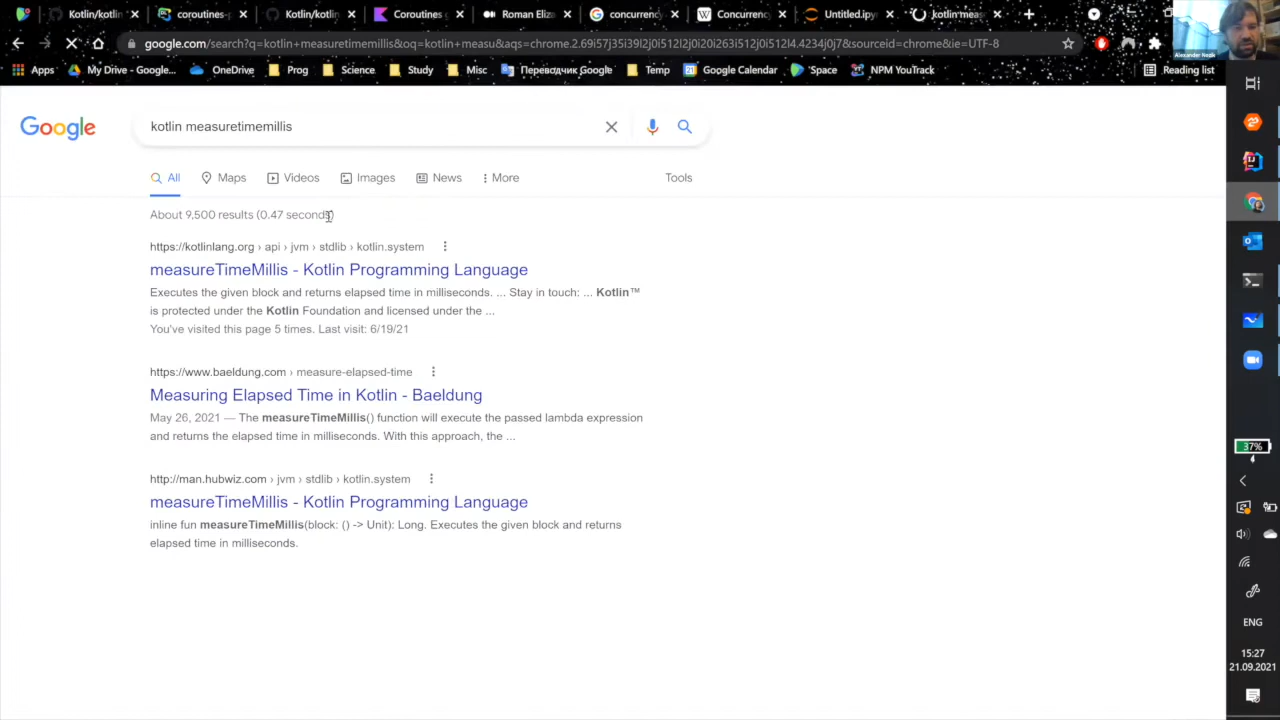 Kotlin/kotlin
coroutines-
Kotlin/kotlin
Coroutines
Roman Eliza
concurrency
Concurrenc
Untitled.ipyn
kotlin meas
google.com/search?q=kotlin+measuretimemillis&oq=kotlin+measu&aqs=chrome.2.69i57j35i39l2j0i512l2j0i20i263i512j0i512l4.4234j0j7&sourceid=chrome&ie=UTF-8
Apps
My Drive - Google...
OneDrive
Prog
Science
Study
Misc
Переводчик Google
Temp
Google Calendar
'Space
NPM YouTrack
Reading list
Google
kotlin measuretimemillis
All
Maps
Videos
Images
News
More
Tools
About 9,500 results (0.47 seconds)
https://kotlinlang.org › api › jvm › stdlib › kotlin.system
measureTimeMillis - Kotlin Programming Language
Executes the given block and returns elapsed time in milliseconds. ... Stay in touch: ... Kotlin™
is protected under the Kotlin Foundation and licensed under the ...
You've visited this page 5 times. Last visit: 6/19/21
https://www.baeldung.com › measure-elapsed-time
Measuring Elapsed Time in Kotlin - Baeldung
May 26, 2021 — The measureTimeMillis() function will execute the passed lambda expression
and returns the elapsed time in milliseconds. With this approach, the ...
http://man.hubwiz.com › jvm › stdlib › kotlin.system
measureTimeMillis - Kotlin Programming Language
inline fun measureTimeMillis(block: () -> Unit): Long. Executes the given block and returns
elapsed time in milliseconds.
37%
ENG
15:27
21.09.2021